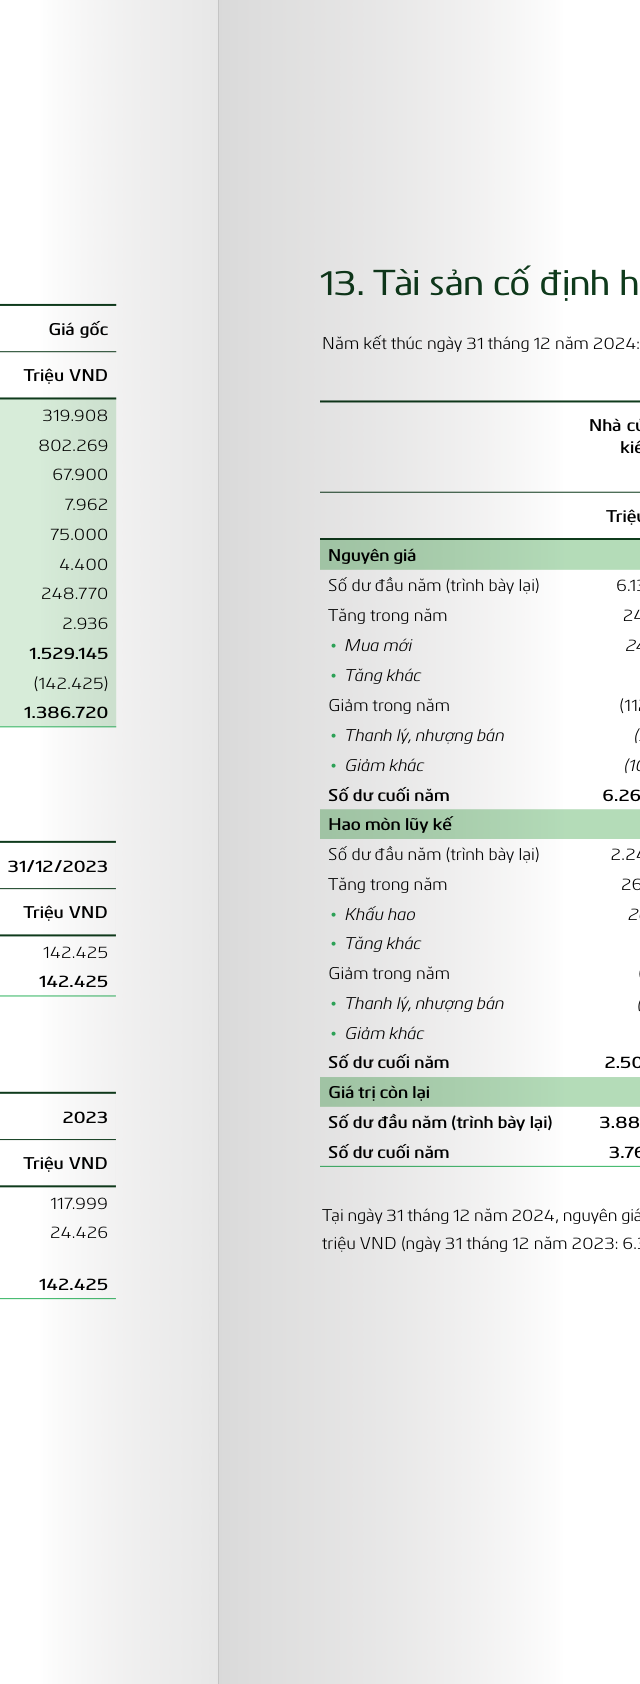 Giá gốc
Triệu VND
319.908
802.269
67.900
7.962
75.000
4.400
248.770
2.936
1.529.145
(142.425)
1.386.720
31/12/2023
Triệu VND
142.425
142.425
2023
Triệu VND
117.999
24.426
142.425
13. Tài sản cố định
Năm kết thúc ngày 31 tháng 12 năm 2024:
Nhà
Nguyên giá
Số dư đầu năm (trình bày lại)
Tăng trong năm
• Mua mới
• Tăng khác
Giảm trong năm
• Thanh lý, nhượng bán
• Giảm khác
Số dư cuối năm
Hao mòn lũy kế
Số dư đầu năm (trình bày lại)
Tăng trong năm
• Khấu hao
• Tăng khác
Giảm trong năm
• Thanh lý, nhượng bán
• Giảm khác
Số dư cuối năm
Giá trị còn lại
Số dư đầu năm (trình bày lại)
Số dư cuối năm
Tại ngày 31 tháng 12 năm 2024, nguyên giá
triệu VND (ngày 31 tháng 12 năm 2023: